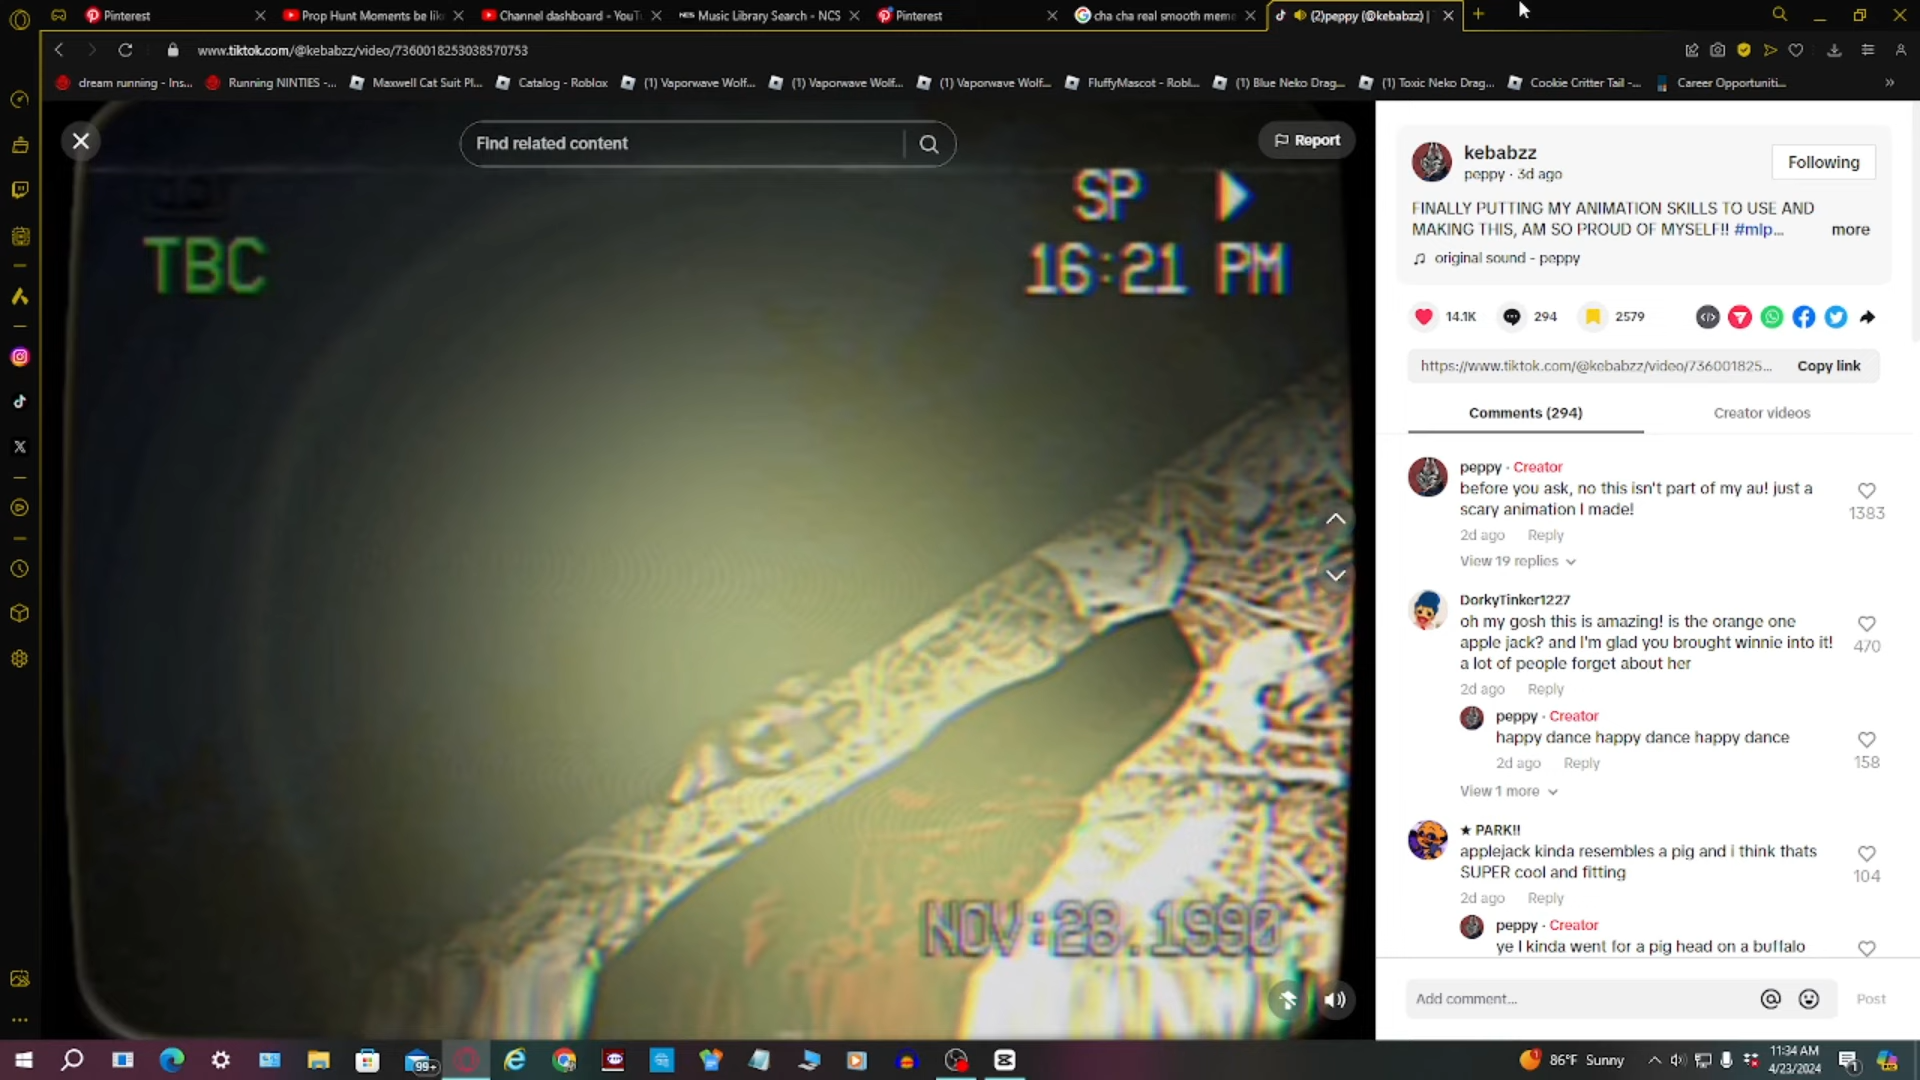 Pinterest
Prop Hunt Moments be lik
Channel dashboard - YouT
NCS Music Library Search - NCS
Pinterest
cha cha real smooth mem
(2)peppy (@kebabzz) |
www.tiktok.com/@kebabzz/video/7360018253038570753
dream running - Ins...
Running NINTIES -...
Maxwell Cat Suit Pl...
Catalog - Roblox
(1) Vaporwave Wolf...
(1) Vaporwave Wolf...
(1) Vaporwave Wolf...
FluffyMascot - Robl...
(1) Blue Neko Drag...
(1) Toxic Neko Drag...
Cookie Critter Tail -...
Career Opportuniti...
Find related content
Report
SP
TBC
16:21 PM
NOV:28.1990
kebabzz
peppy · 3d ago
Following
FINALLY PUTTING MY ANIMATION SKILLS TO USE AND
MAKING THIS, AM SO PROUD OF MYSELF!! #mlp...
more
original sound - peppy
14.1K
294
2579
https://www.tiktok.com/@kebabzz/video/736001825...
Copy link
Comments (294)
Creator videos
peppy · Creator
before you ask, no this isn't part of my au! just a
scary animation I made!
1383
2d ago Reply
View 19 replies
DorkyTinker1227
oh my gosh this is amazing! is the orange one
apple jack? and I'm glad you brought winnie into it!
a lot of people forget about her
470
2d ago Reply
peppy · Creator
happy dance happy dance happy dance
158
2d ago Reply
View 1 more
★ PARK!!
applejack kinda resembles a pig and i think thats
SUPER cool and fitting
104
2d ago Reply
peppy · Creator
ye I kinda went for a pig head on a buffalo
Add comment...
Post
99+
86°F Sunny
11:34 AM
4/23/2024